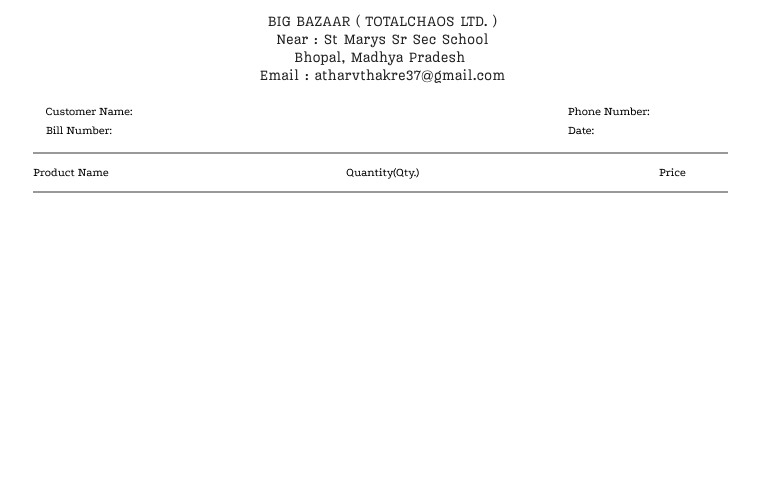 BIG BAZAAR ( TOTALCHAOS LTD. )
Near : St Marys Sr Sec School
Bhopal, Madhya Pradesh
Email : atharvthakre37@gmail.com
Customer Name: Phone Number:
Bill Number: Date:
Product Name Quantity(Qty.) Price